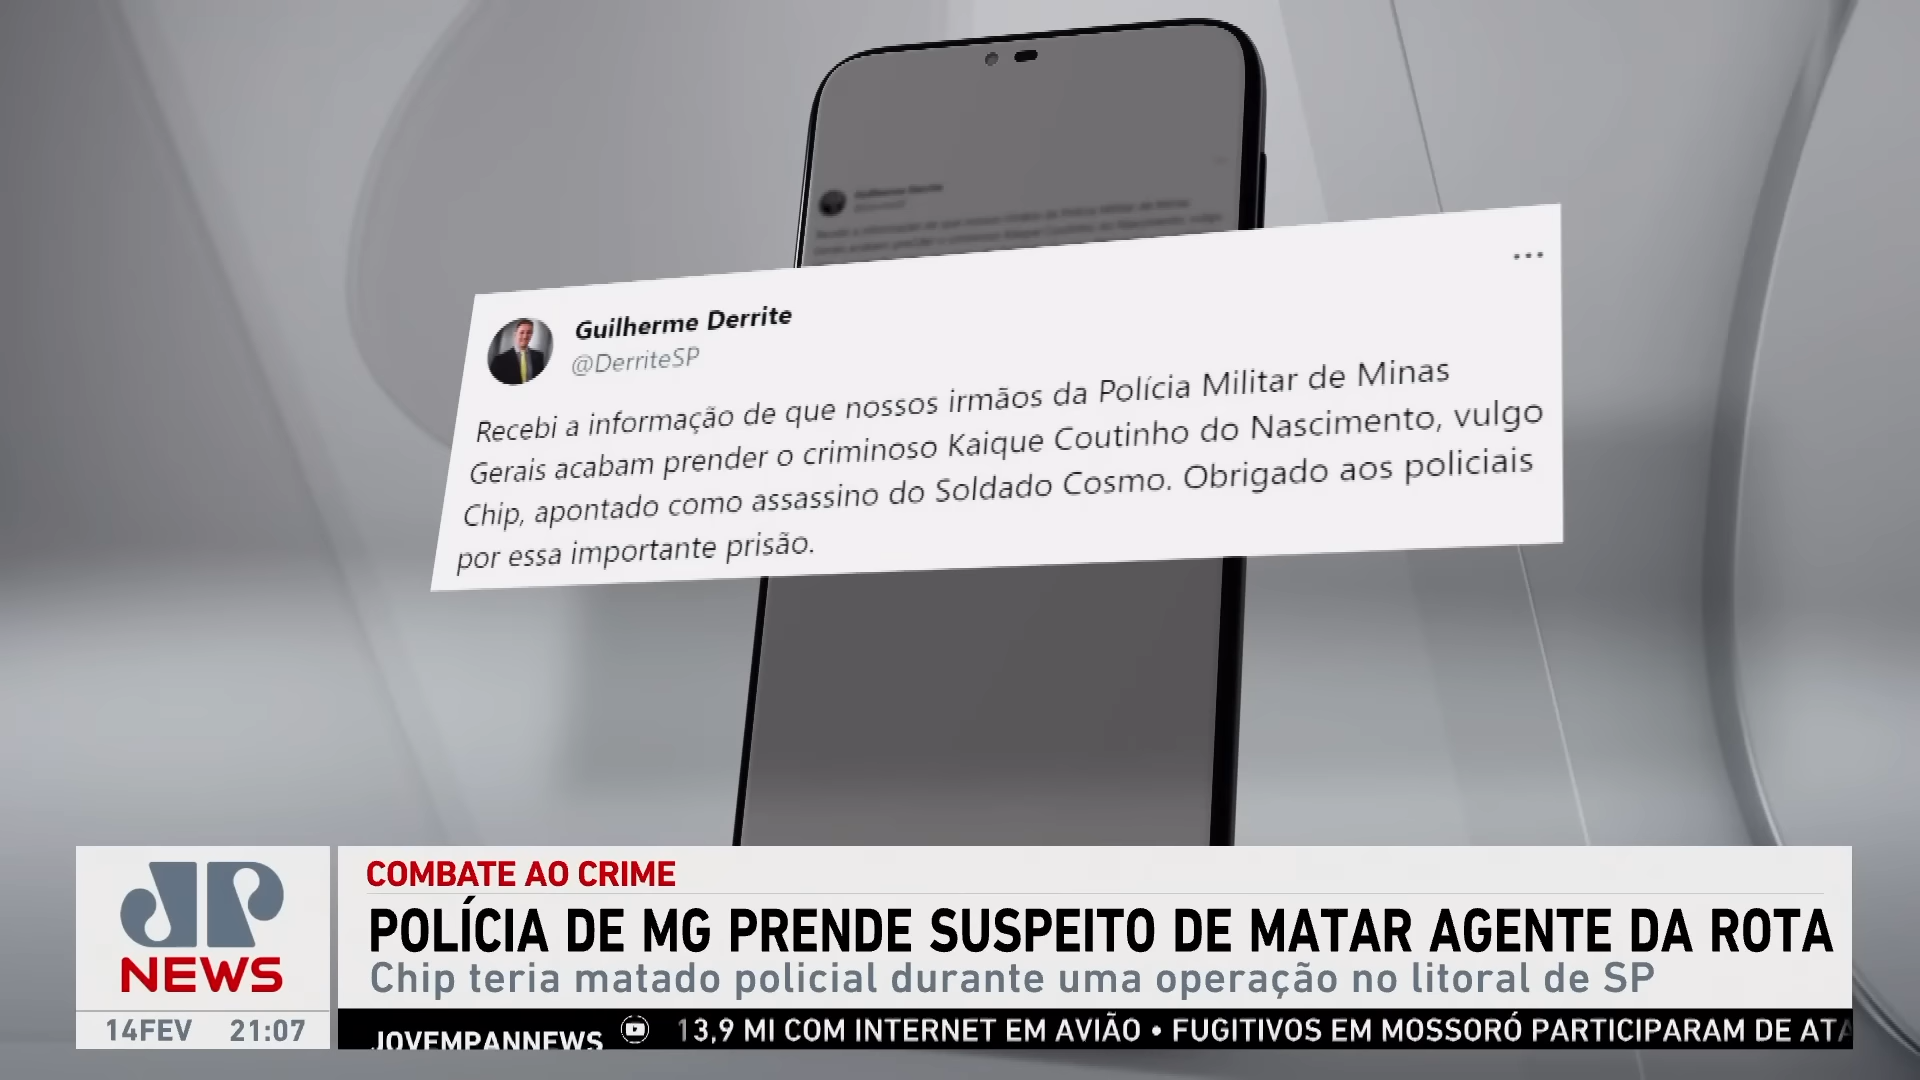 Guilherme Derrite
@DerriteSP
...
Recebi a informação de que nossos irmãos da Polícia Militar de Minas
Gerais acabam prender o criminoso Kaique Coutinho do Nascimento, vulgo
Chip, apontado como assassino do Soldado Cosmo. Obrigado aos policiais
por essa importante prisão.
JP
NEWS
COMBATE AO CRIME
POLÍCIA DE MG PRENDE SUSPEITO DE MATAR AGENTE DA ROTA
Chip teria matado policial durante uma operação no litoral de SP
14FEV 21:07
JOVEMPANNEWS 13,9 MI COM INTERNET EM AVIÃO • FUGITIVOS EM MOSSORÓ PARTICIPARAM DE ATA